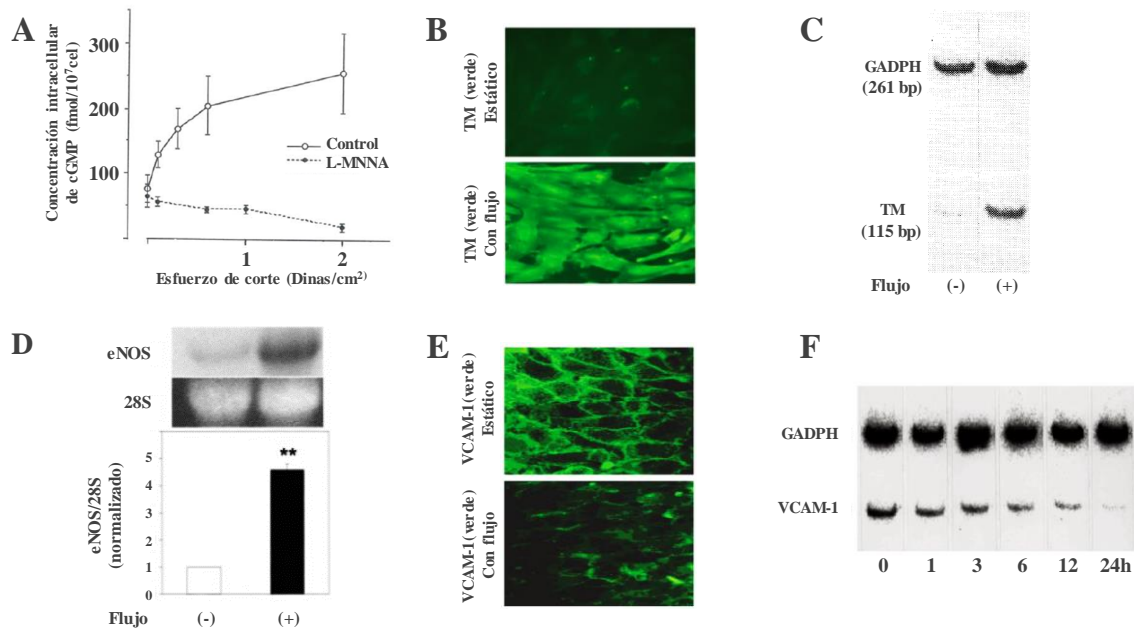 A
Concentración intracellular
de cGMP (fmol/10⁷cel)
300
200
100
Control
L-MNNA
1
2
Esfuerzo de corte (Dinas/cm²)
B
TM (verde)
Estático
TM (verde)
Con flujo
C
GADPH
(261 bp)
TM
(115 bp)
Flujo
(-)
(+)
D
eNOS
28S
eNOS/28S
(normalizado)
5
4
3
2
1
0
**
Flujo
(-)
(+)
E
VCAM-1 (verde)
Estático
VCAM-1 (verde)
Con flujo
F
GADPH
VCAM-1
0 1 3 6 12 24h